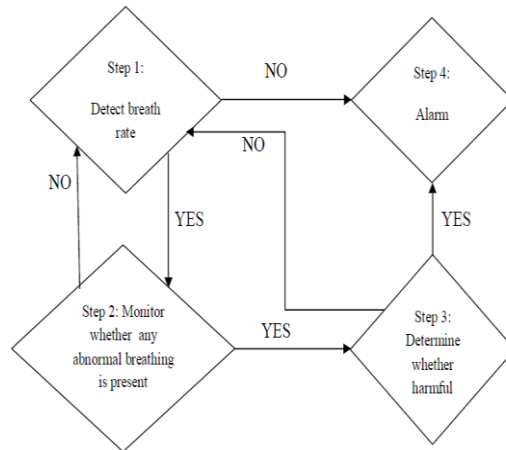 Step 1:
Detect breath
rate
NO
Step 4:
Alarm
NO
NO
YES
YES
Step 2: Monitor
whether any
abnormal breathing
is present
YES
Step 3:
Determine
whether
harmful